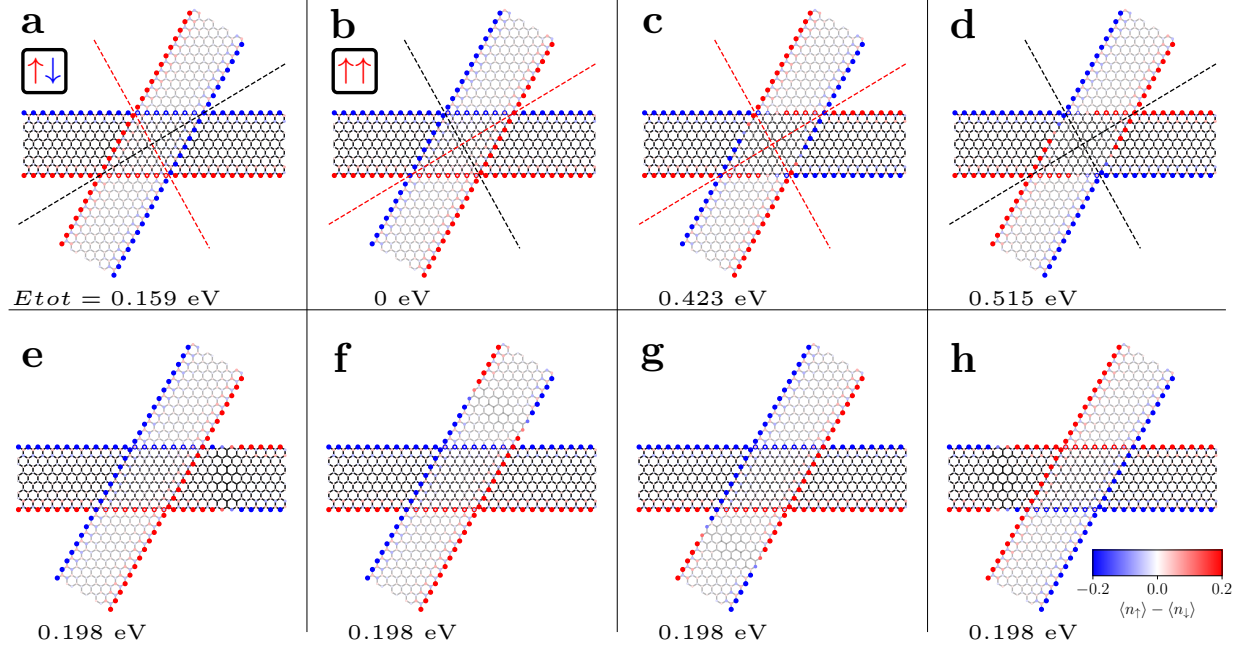 a
↑↓
b
↑↑
c
d
Etot = 0.159 eV
0 eV
0.423 eV
0.515 eV
e
f
g
h
−0.2
0.0
0.2
⟨n↑⟩ − ⟨n↓⟩
0.198 eV
0.198 eV
0.198 eV
0.198 eV